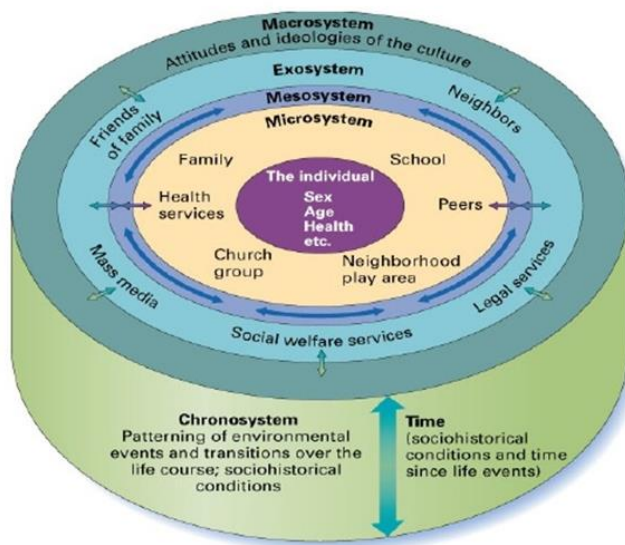 Macrosystem
Attitudes and ideologies of the culture
Exosystem
Mesosystem
Microsystem
Friends
of family
Neighbors
Family
School
The individual
Sex
Age
Health
etc.
Health
services
Peers
Church
group
Neighborhood
play area
Mass media
Legal services
Social welfare services
Chronosystem
Patterning of environmental
events and transitions over the
life course; sociohistorical
conditions
Time
(sociohistorical
conditions and time
since life events)